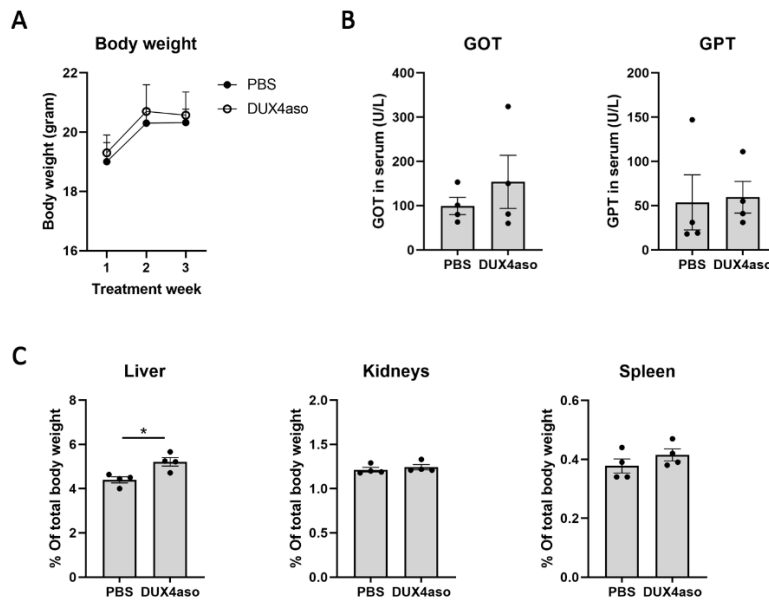 A
Body weight
Body weight (gram)
22
20
18
16
1 2 3
Treatment week
PBS
DUX4aso
B
GOT
GOT in serum (U/L)
400
300
200
100
0
PBS DUX4aso
GPT
GPT in serum (U/L)
200
150
100
50
0
PBS DUX4aso
C
Liver
% Of total body weight
8
6
4
2
0
*
PBS DUX4aso
Kidneys
% Of total body weight
2.0
1.5
1.0
0.5
0.0
PBS DUX4aso
Spleen
% Of total body weight
0.6
0.4
0.2
0.0
PBS DUX4aso